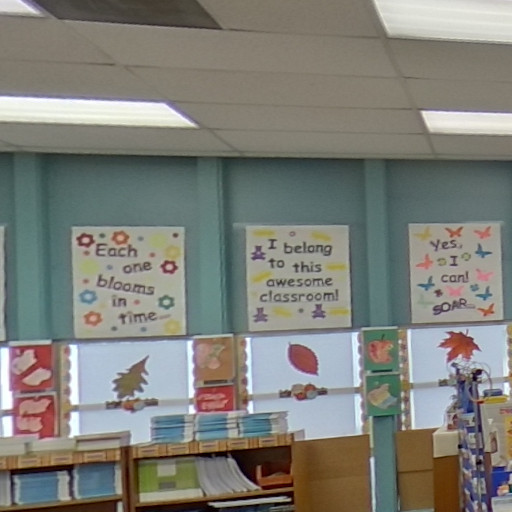 Each
one
blooms
in
time...
I belong
to this
awesome
classroom!
Yes,
I
can!
SOAR...